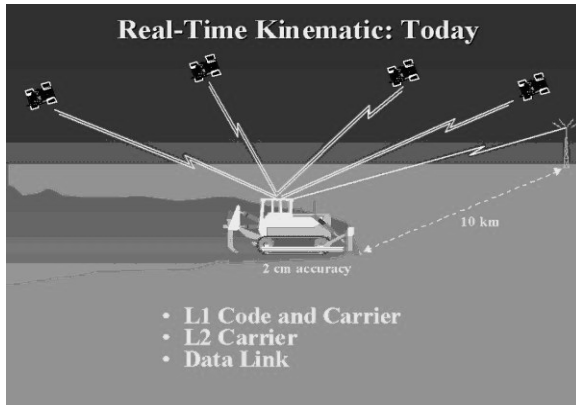 Real-Time Kinematic: Today
10 km
2 cm accuracy
• L1 Code and Carrier
• L2 Carrier
• Data Link